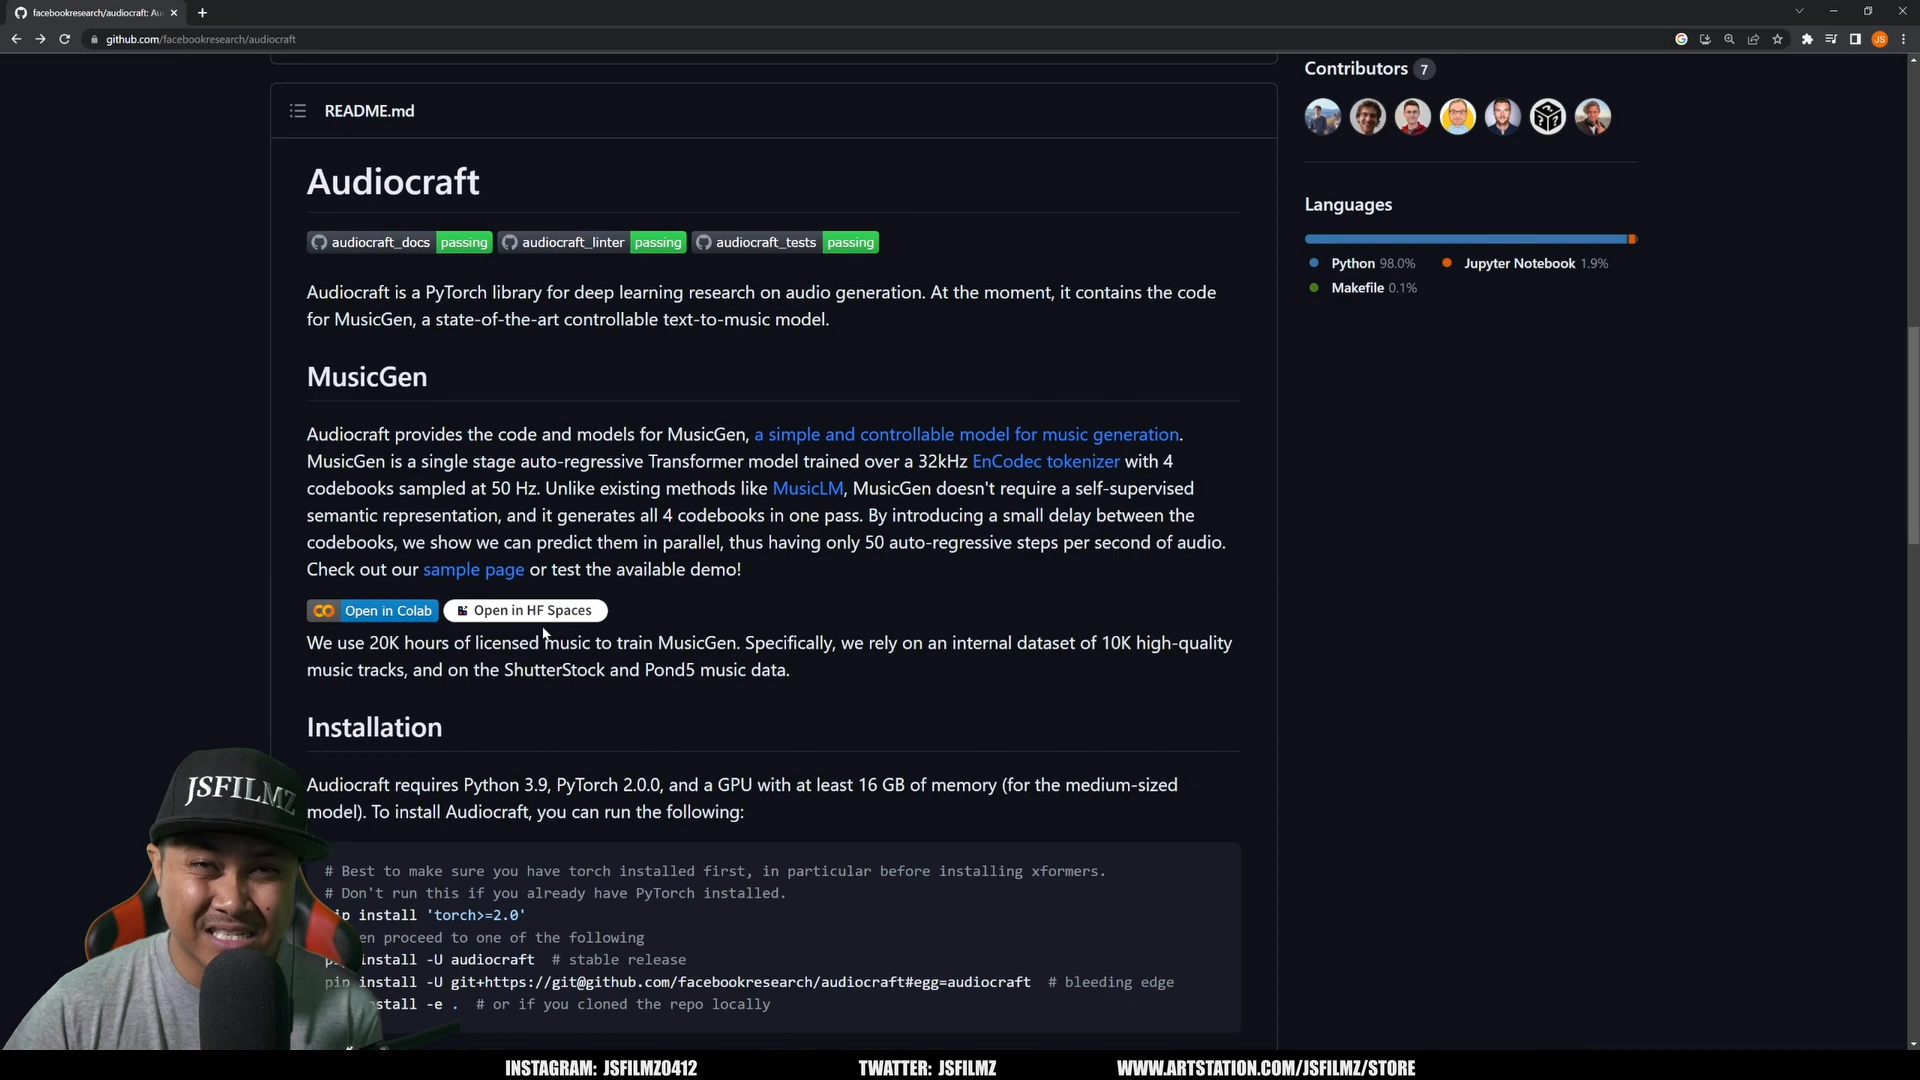 facebookresearch/audiocraft: Au
github.com/facebookresearch/audiocraft
JS
README.md
Audiocraft
audiocraft_docs passing audiocraft_linter passing audiocraft_tests passing
Audiocraft is a PyTorch library for deep learning research on audio generation. At the moment, it contains the code
for MusicGen, a state-of-the-art controllable text-to-music model.
MusicGen
Audiocraft provides the code and models for MusicGen, a simple and controllable model for music generation.
MusicGen is a single stage auto-regressive Transformer model trained over a 32kHz EnCodec tokenizer with 4
codebooks sampled at 50 Hz. Unlike existing methods like MusicLM, MusicGen doesn't require a self-supervised
semantic representation, and it generates all 4 codebooks in one pass. By introducing a small delay between the
codebooks, we show we can predict them in parallel, thus having only 50 auto-regressive steps per second of audio.
Check out our sample page or test the available demo!
Open in Colab Open in HF Spaces
We use 20K hours of licensed music to train MusicGen. Specifically, we rely on an internal dataset of 10K high-quality
music tracks, and on the ShutterStock and Pond5 music data.
Installation
Audiocraft requires Python 3.9, PyTorch 2.0.0, and a GPU with at least 16 GB of memory (for the medium-sized
model). To install Audiocraft, you can run the following:
# Best to make sure you have torch installed first, in particular before installing xformers.
# Don't run this if you already have PyTorch installed.
ip install 'torch>=2.0'
en proceed to one of the following
install -U audiocraft # stable release
pip install -U git+https://git@github.com/facebookresearch/audiocraft#egg=audiocraft # bleeding edge
stall -e . # or if you cloned the repo locally
Contributors 7
Languages
Python 98.0% Jupyter Notebook 1.9%
Makefile 0.1%
JSFILMZ
INSTAGRAM: JSFILMZ0412 TWATTER: JSFILMZ WWW.ARTSTATION.COM/JSFILMZ/STORE